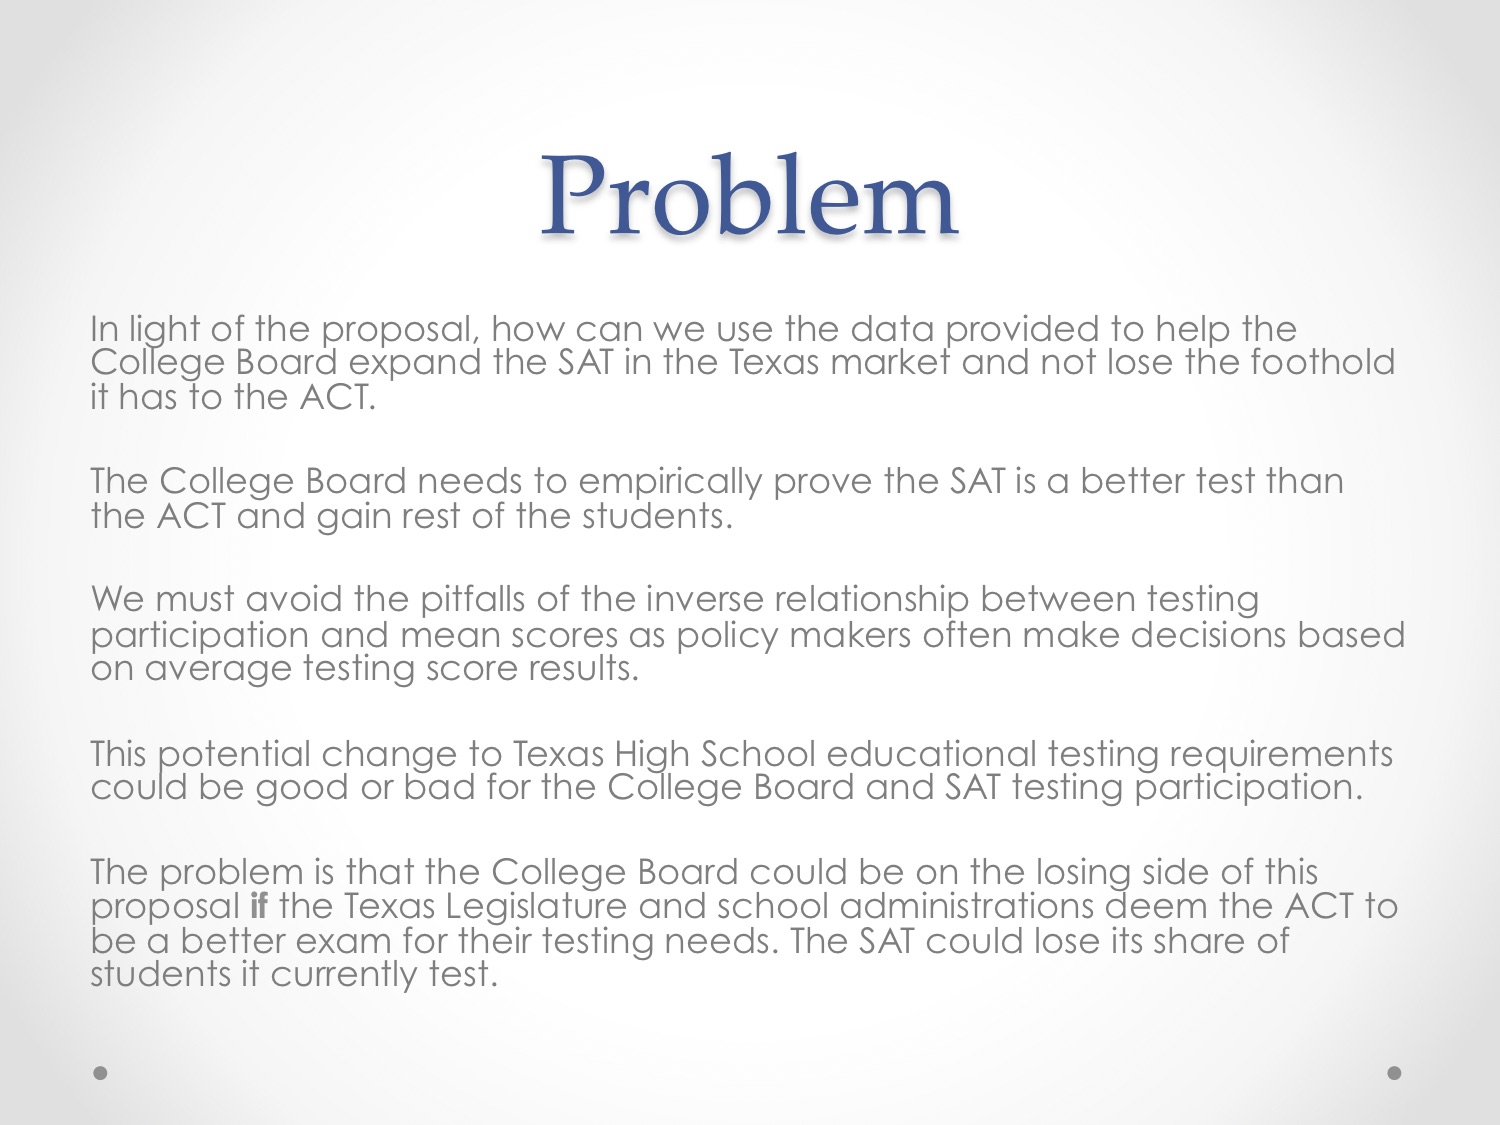 Problem
In light of the proposal, how can we use the data provided to help the
College Board expand the SAT in the Texas market and not lose the foothold
it has to the ACT.
The College Board needs to empirically prove the SAT is a better test than
the ACT and gain rest of the students.
We must avoid the pitfalls of the inverse relationship between testing
participation and mean scores as policy makers often make decisions based
on average testing score results.
This potential change to Texas High School educational testing requirements
could be good or bad for the College Board and SAT testing participation.
The problem is that the College Board could be on the losing side of this
proposal if the Texas Legislature and school administrations deem the ACT to
be a better exam for their testing needs. The SAT could lose its share of
students it currently test.